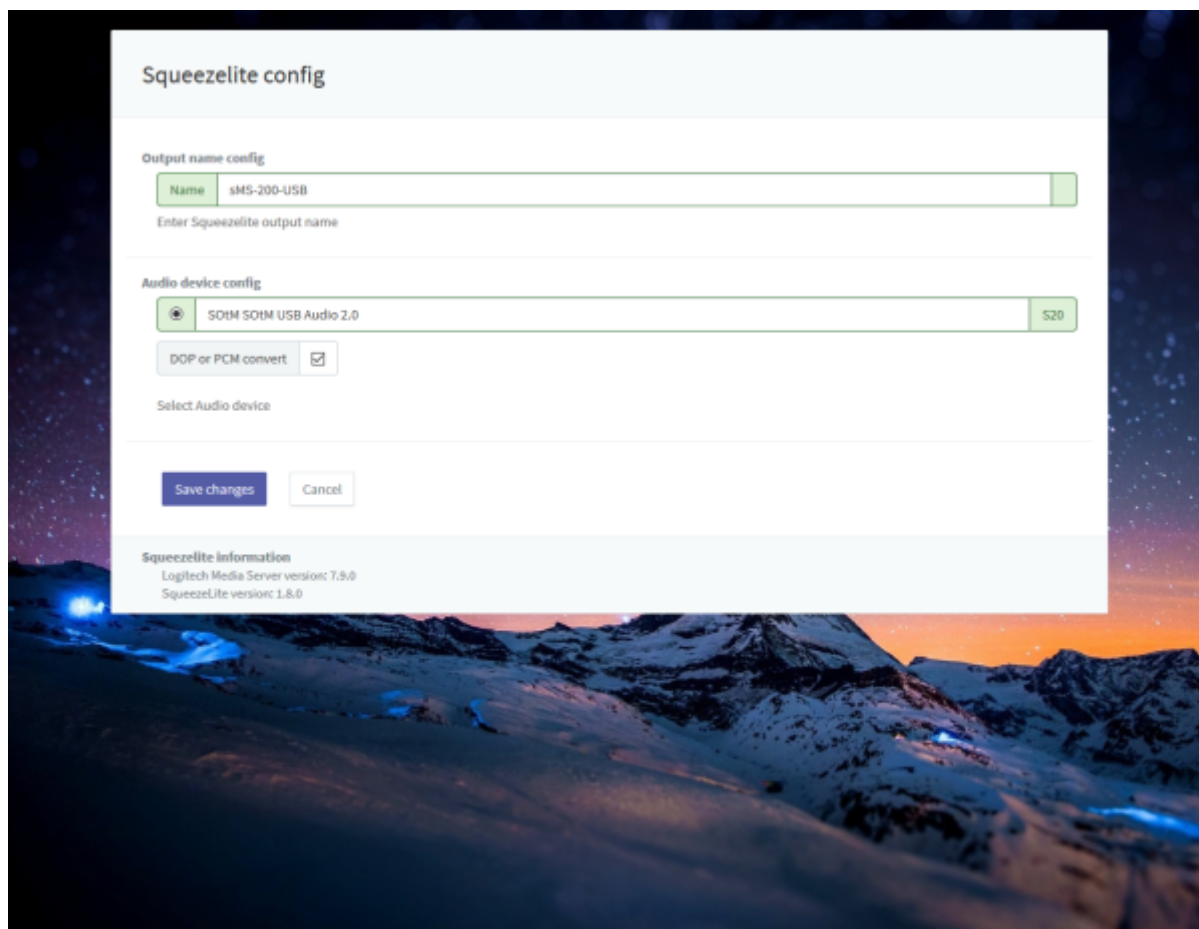 Squeezelite config
Output name config
Name sMS-200-USB
Enter Squeezelite output name
Audio device config
SOtM SOtM USB Audio 2.0 S20
DOP or PCM convert
Select Audio device
Save changes Cancel
Squeezelite information
Logitech Media Server version: 7.9.0
SqueezeLite version: 1.8.0